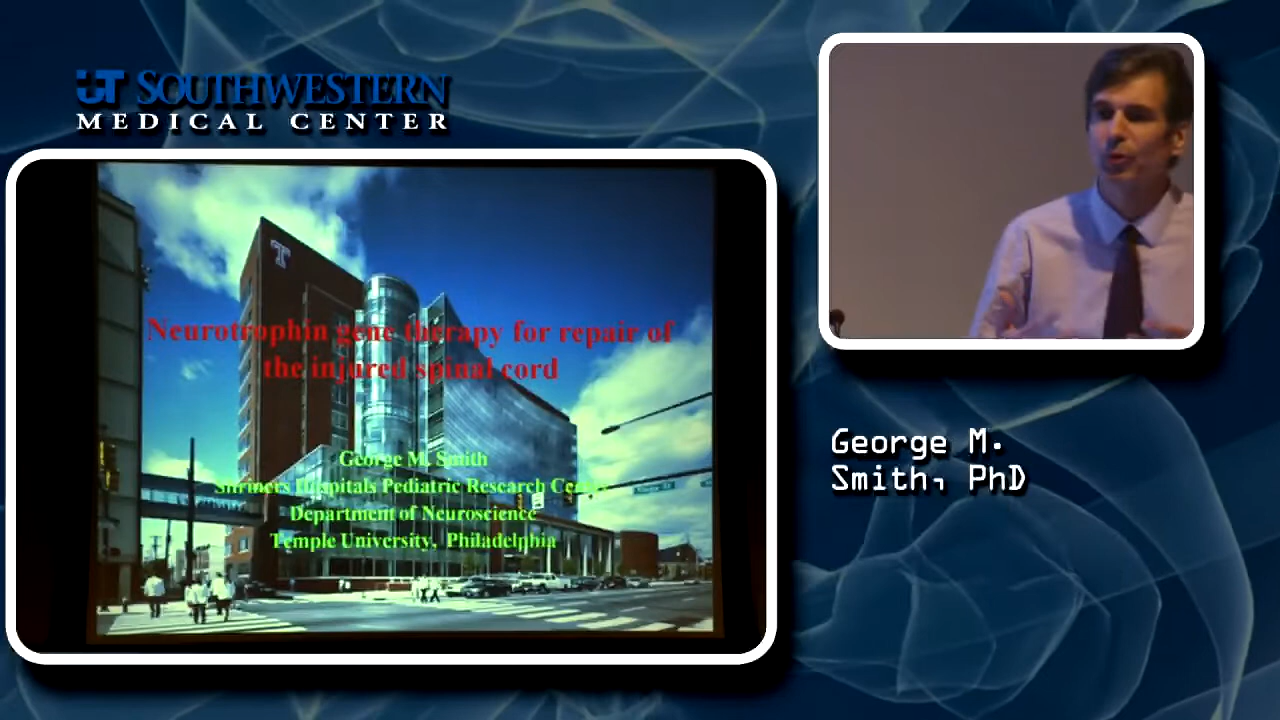 UT SOUTHWESTERN
MEDICAL CENTER
T
Neurotrophin gene therapy for repair of
the injured spinal cord
George M. Smith
Shriners Hospitals Pediatric Research Center
Department of Neuroscience
Temple University, Philadelphia
George M.
Smith, PhD